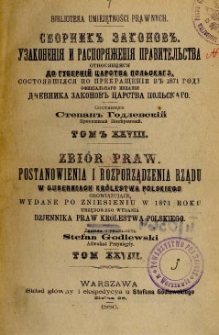 БИБЛІОТЕКА UMIEJĘTNOŚCI PRAWNYCH.
СБОРНИКЪ ЗАКОНОВЪ.
УЗАКОНЕНІЯ И РАСПОРЯЖЕНІЯ ПРАВИТЕЛЬСТВА
ОТНОСЯЩІЯСЯ
ДО ГУБЕРНІЙ ЦАРСТВА ПОЛЬСКАГО,
СОСТОЯВШІЯСЯ ПО ПРЕКРАЩЕНІИ ВЪ 1871 ГОДУ
ОФИЦІАЛЬНАГО ИЗДАНІЯ
ДНЕВНИКА ЗАКОНОВЪ ЦАРСТВА ПОЛЬСКАГО.
Степанъ Годлевскій
Присяжный Повѣренный.
ТОМЪ XXVIII.
ZBIÓR PRAW.
POSTANOWIENIA I ROZPORZĄDZENIA RZĄDU
W GUBERNIACH KRÓLESTWA POLSKIEGO
OBOWIĄZUJĄCE,
WYDANE PO ZNIESIENIU W 1871 ROKU
URZĘDOWEGO WYDANIA
DZIENNIKA PRAW KRÓLESTWA POLSKIEGO.
Stefan Godlewski
Adwokat Przysięgły.
TOM
WARSZAWA
Skład główny i ekspedycya u Stefana Godlewskiego